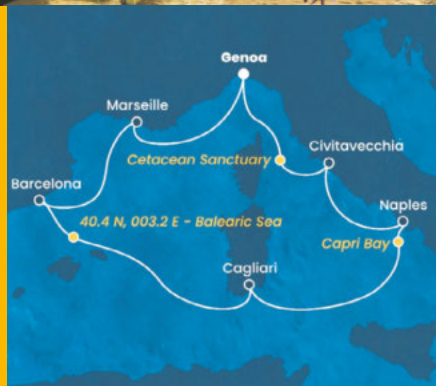 Genoa
Marseille
Cetacean Sanctuary
Civitavecchia
Barcelona
40.4 N, 003.2 E - Balearic Sea
Naples
Capri Bay
Cagliari